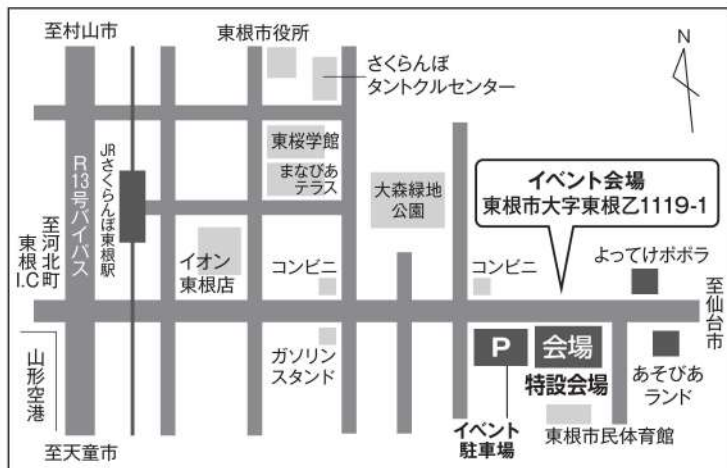 至村山市
東根市役所
さくらんぼ
タントクルセンター
N
東桜学館
まなびあ
テラス
大森緑地
公園
イベント会場
東根市大字東根乙1119-1
R13号バイパス
JRさくらんぼ東根駅
至河北町
東根I.C
イオン
東根店
コンビニ
コンビニ
よってけポポラ
至仙台市
山形空港
ガソリン
スタンド
P
会場
特設会場
あそびあ
ランド
イベント
駐車場
東根市民体育館
至天童市